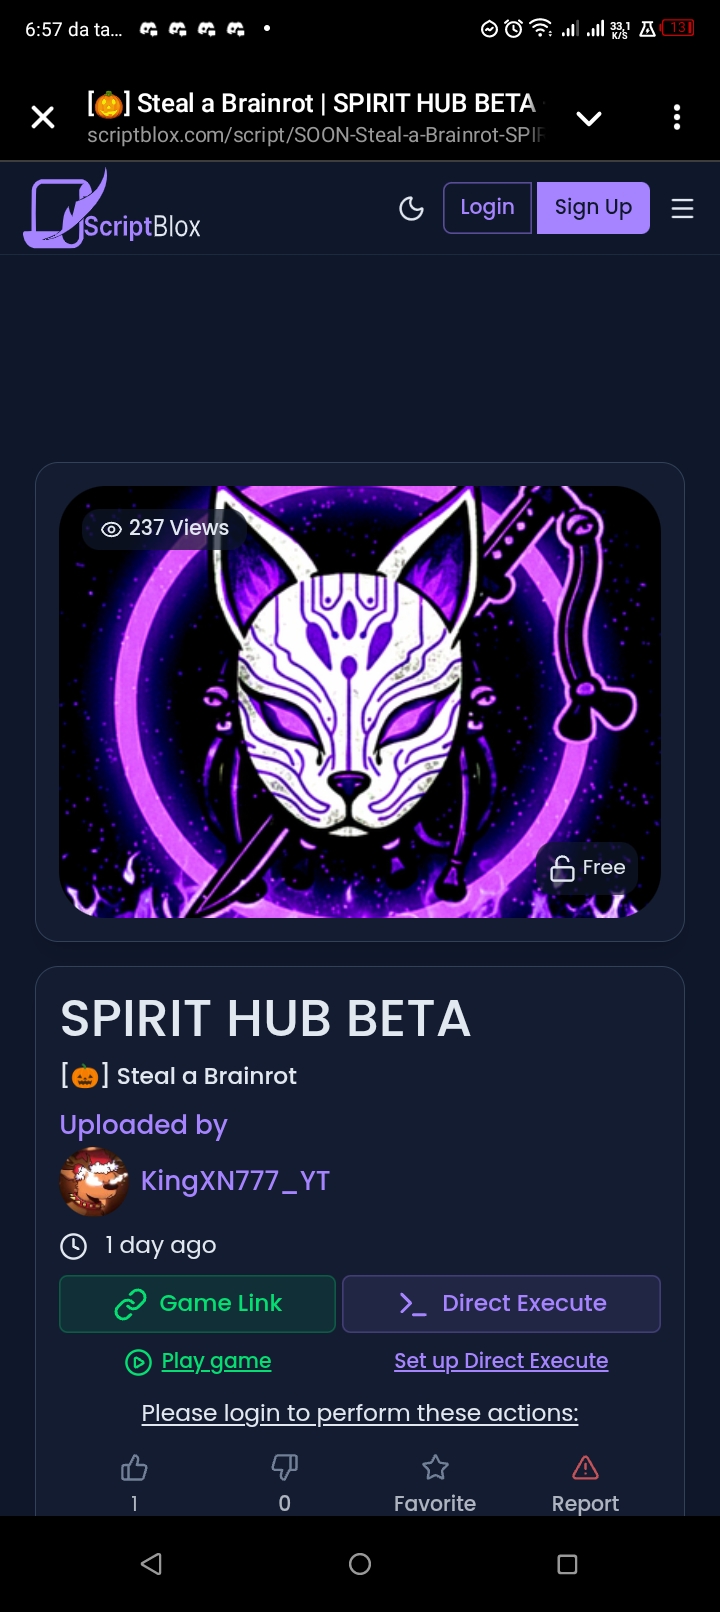 6:57 da ta...
33,1
K/S
13
[🎃] Steal a Brainrot | SPIRIT HUB BETA
scriptblox.com/script/SOON-Steal-a-Brainrot-SPIR
ScriptBlox
Login
Sign Up
237 Views
Free
SPIRIT HUB BETA
[🎃] Steal a Brainrot
Uploaded by
KingXN777_YT
1 day ago
Game Link
Direct Execute
Play game
Set up Direct Execute
Please login to perform these actions:
1
0
Favorite
Report